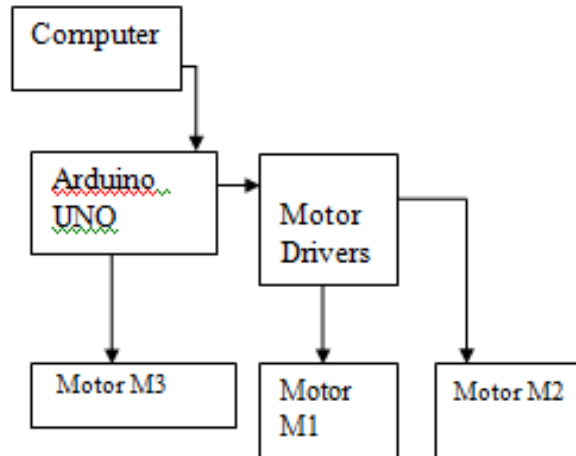 Computer
Arduino
UNO
Motor
Drivers
Motor M3
Motor
M1
Motor M2